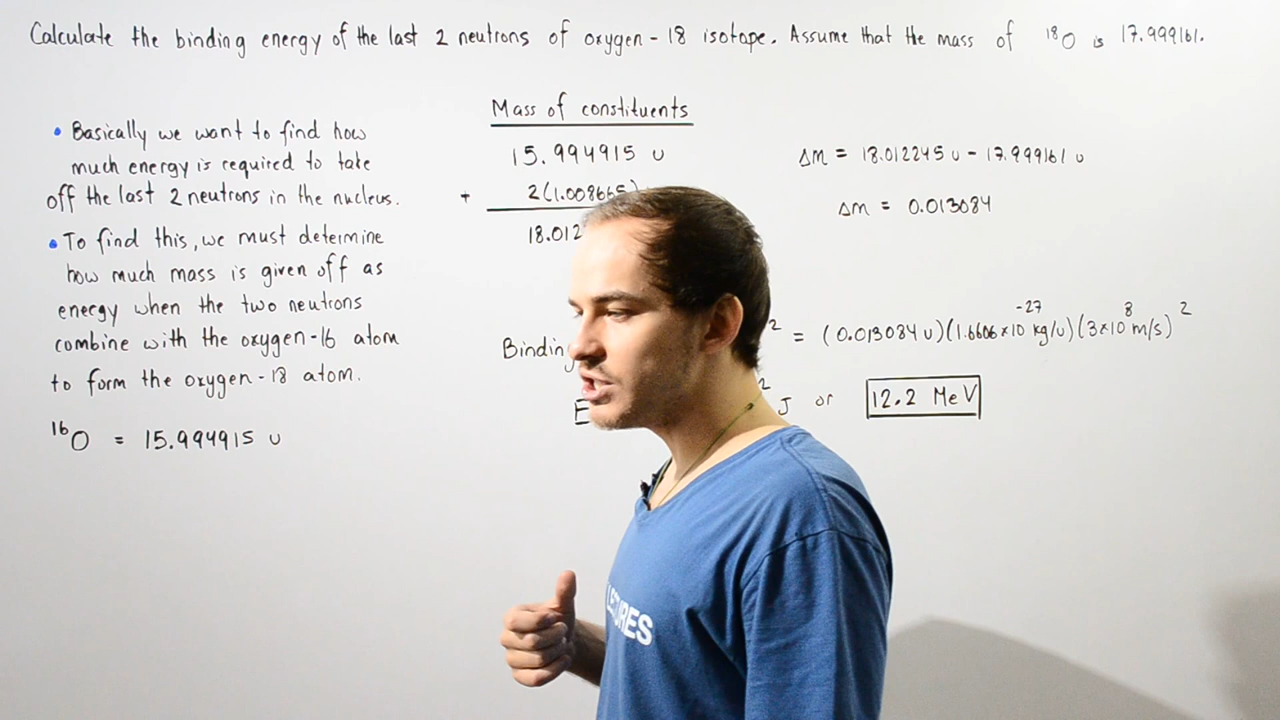 Calculate the binding energy of the last 2 neutrons of oxygen-18 isotope. Assume that the mass of ¹⁸O is 17.999161.
• Basically we want to find how
much energy is required to take
off the last 2 neutrons in the nucleus.
• To find this, we must determine
how much mass is given off as
energy when the two neutrons
combine with the oxygen-16 atom
to form the oxygen-18 atom.
¹⁶O = 15.994915 u
Mass of constituents
15.994915 u
+ 2(1.008665)
18.012
Δm = 18.012245 u - 17.999161 u
Δm = 0.013084
Binding ² = (0.013084 u)(1.6606×10⁻²⁷ kg/u)(3×10⁸ m/s)²
E ² J or 12.2 MeV
LECTURES